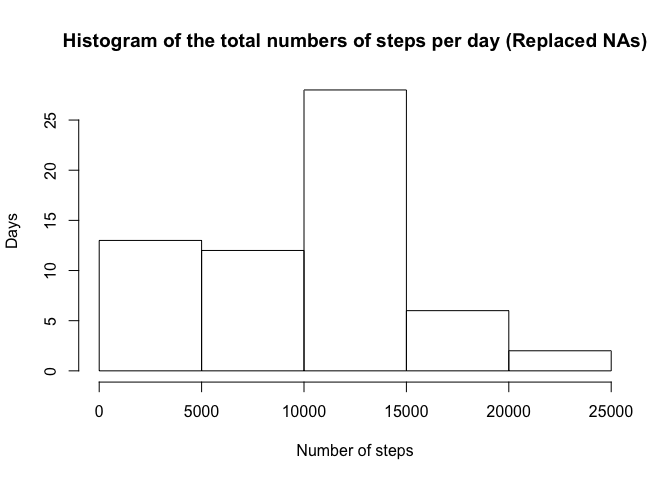 Histogram of the total numbers of steps per day (Replaced NAs)
25
20
15
10
5
0
Days
0 5000 10000 15000 20000 25000
Number of steps